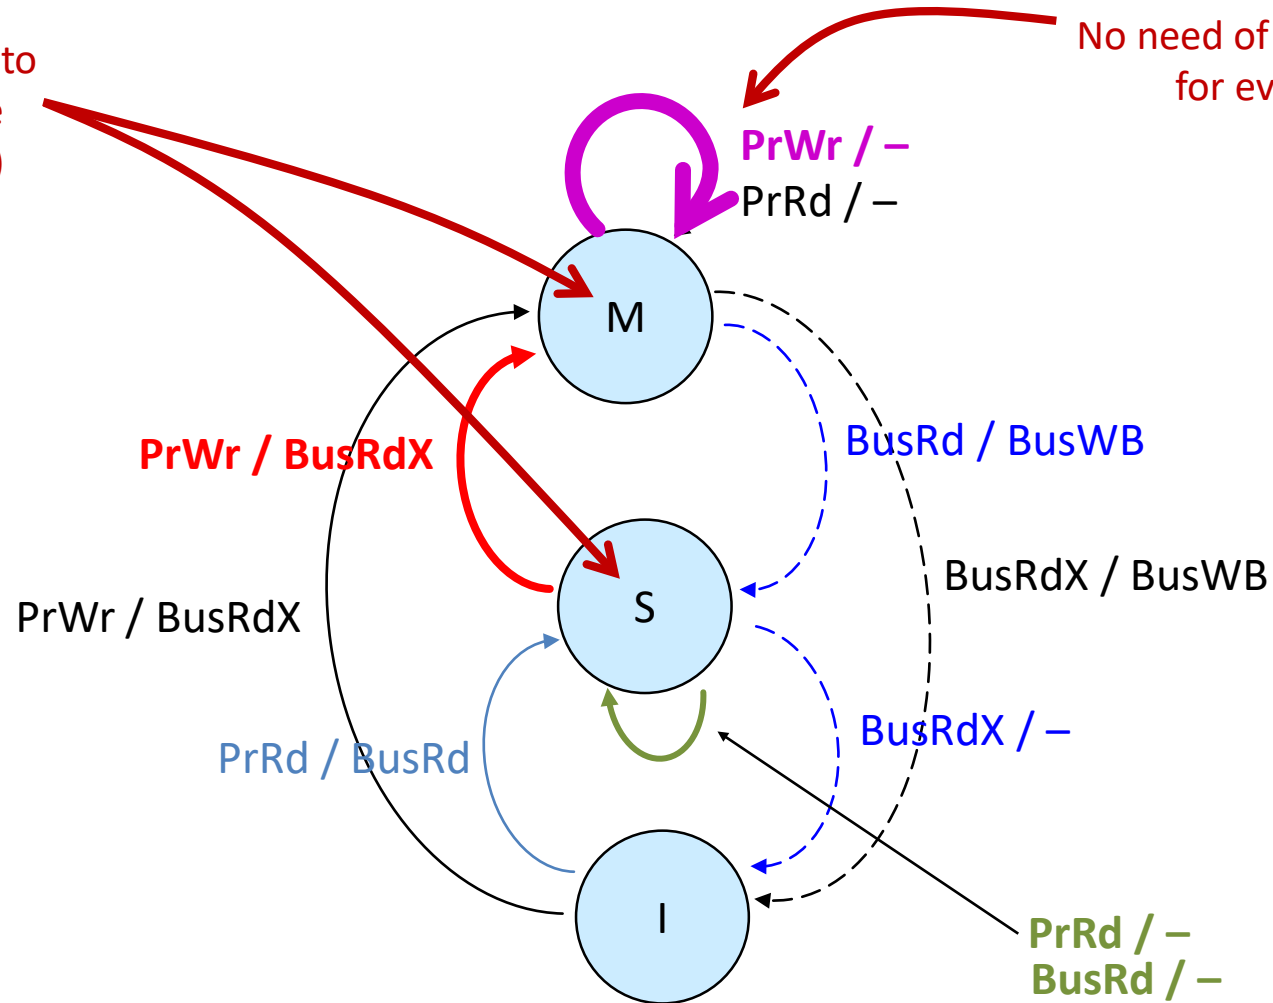 to
No need of
for ev
PrWr / –
PrRd / –
M
PrWr / BusRdX
BusRd / BusWB
BusRdX / BusWB
S
PrWr / BusRdX
BusRdX / –
PrRd / BusRd
I
PrRd / –
BusRd / –